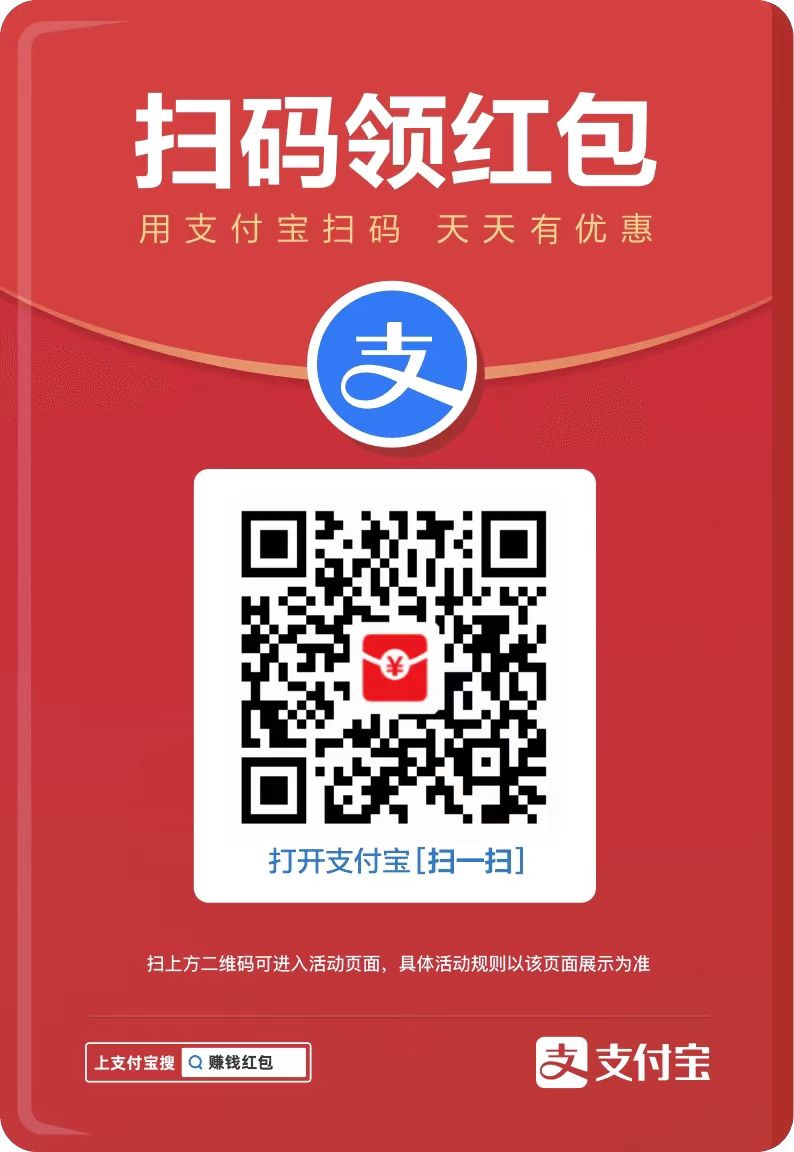 扫码领红包
用支付宝扫码 天天有优惠
支
¥
打开支付宝[扫一扫]
扫上方二维码可进入活动页面，具体活动规则以该页面展示为准
上支付宝搜 赚钱红包
支 支付宝